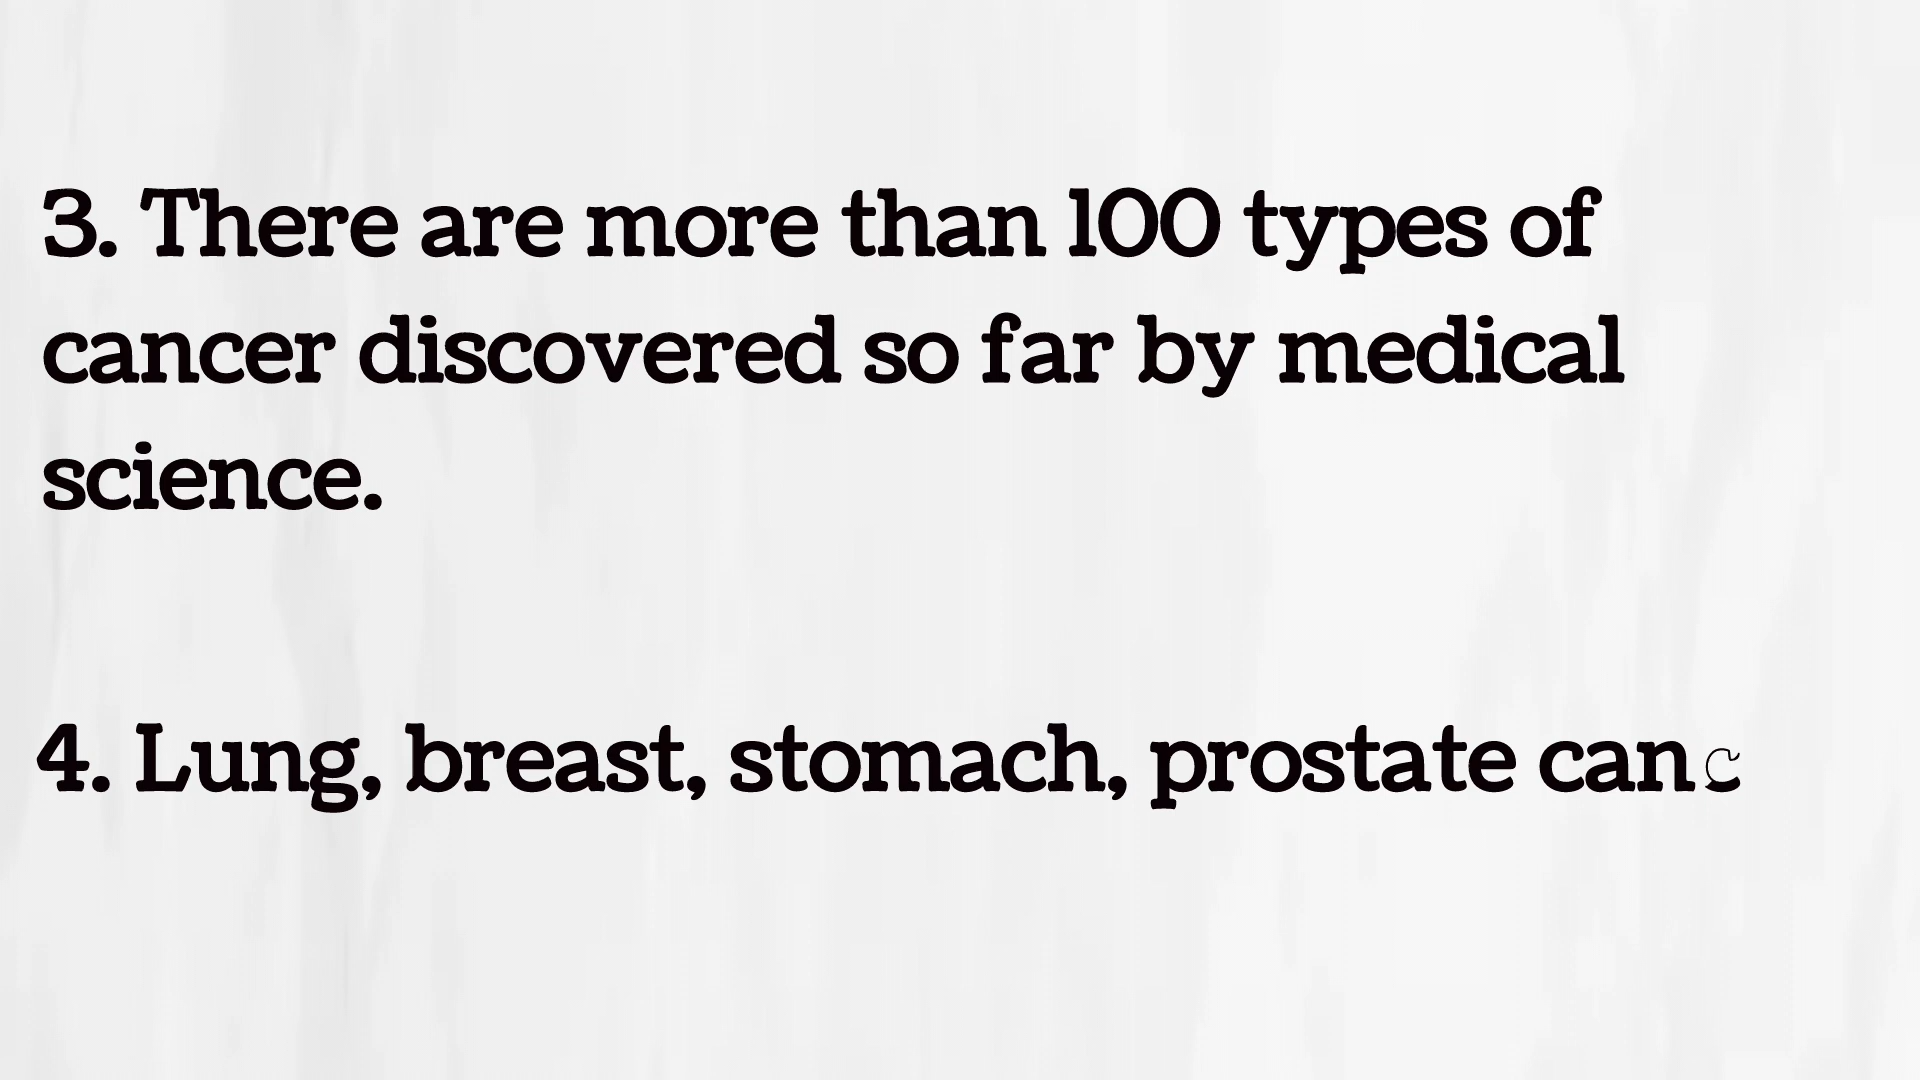 3. There are more than 100 types of
cancer discovered so far by medical
science.
4. Lung, breast, stomach, prostate canc